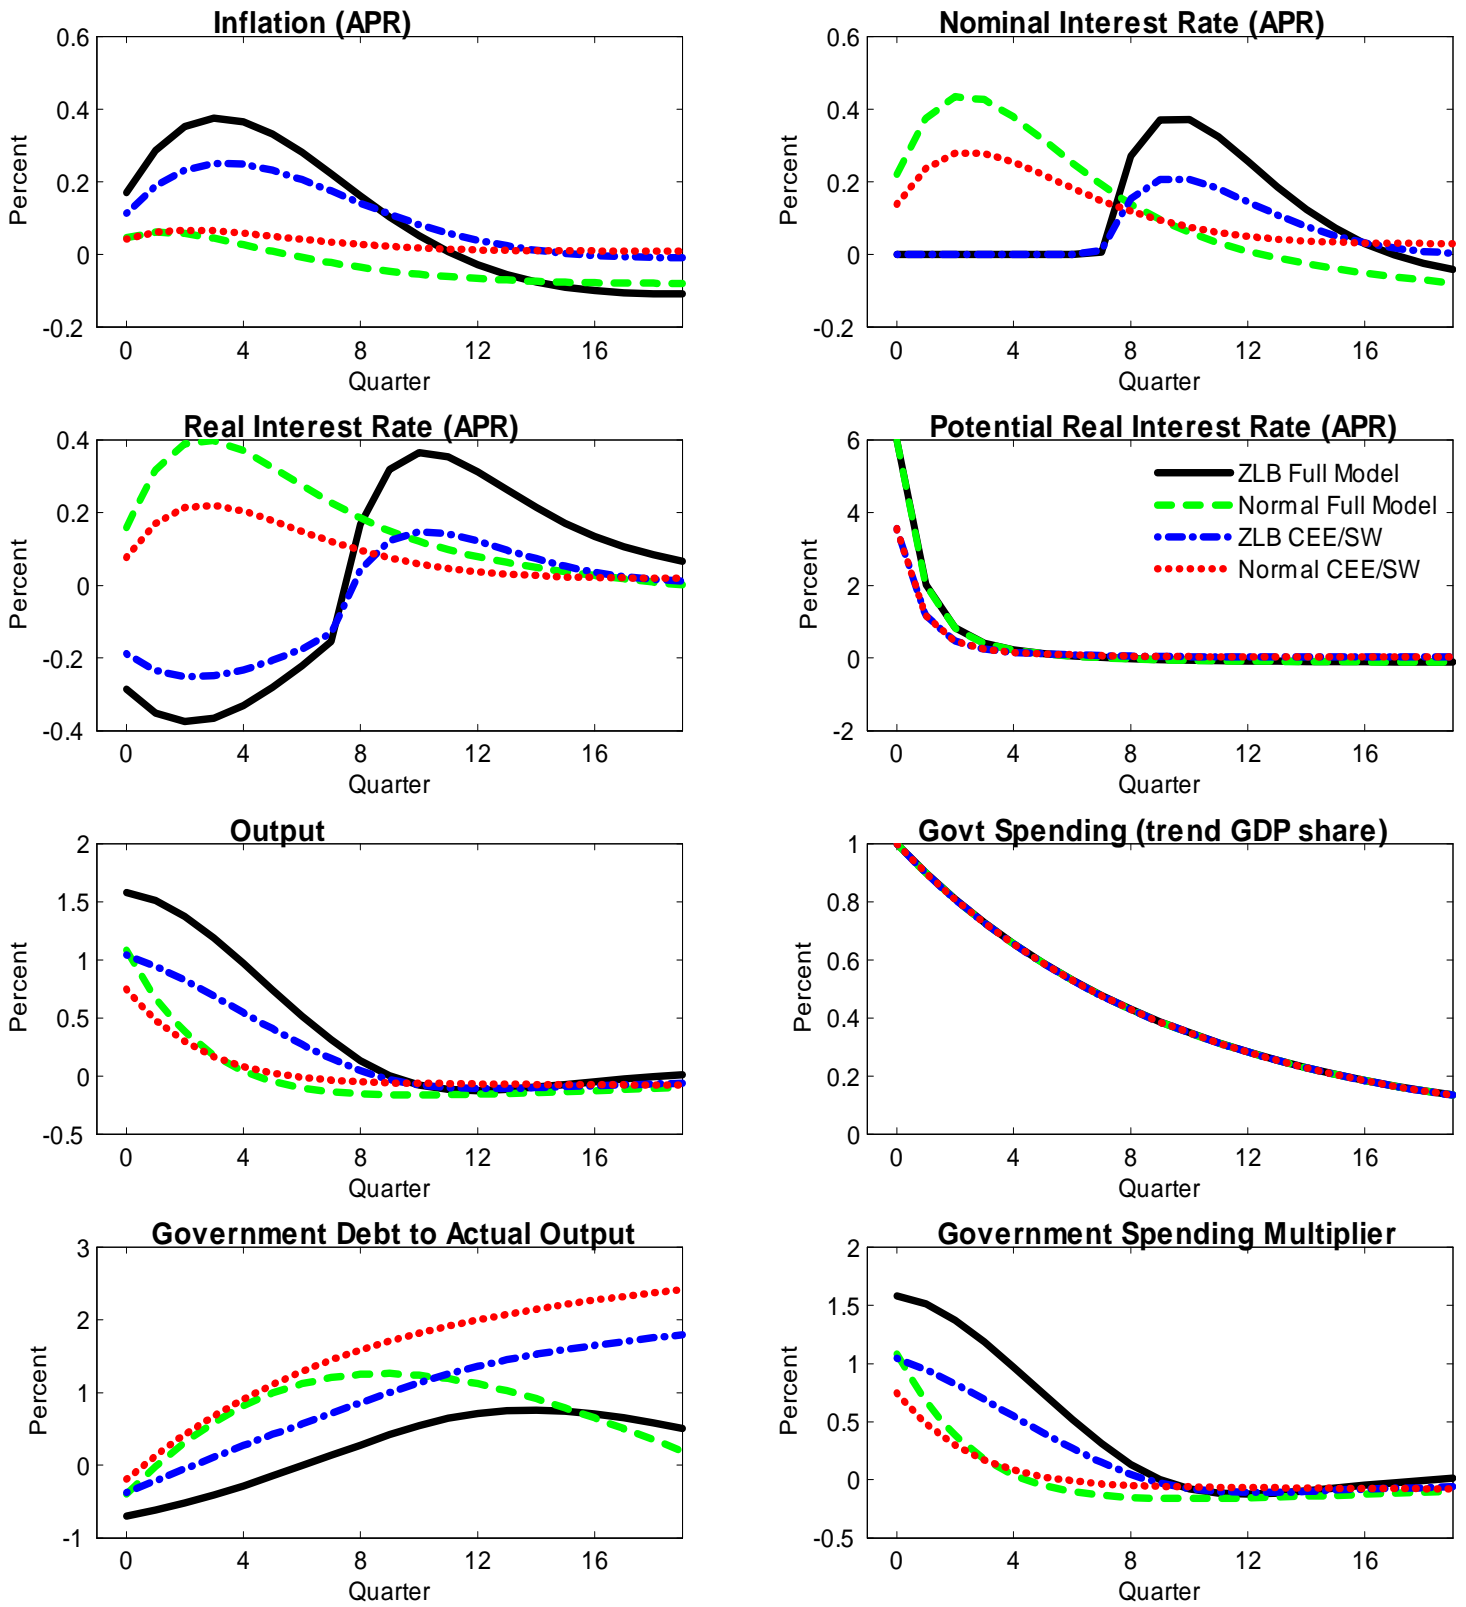 Inflation (APR)
0.6
0.4
0.2
0
-0.2
Percent
0 4 8 12 16
Quarter
Nominal Interest Rate (APR)
0.6
0.4
0.2
0
-0.2
Percent
0 4 8 12 16
Quarter
Real Interest Rate (APR)
0.4
0.2
0
-0.2
-0.4
Percent
0 4 8 12 16
Quarter
Potential Real Interest Rate (APR)
6
4
2
0
-2
Percent
ZLB Full Model
Normal Full Model
ZLB CEE/SW
Normal CEE/SW
0 4 8 12 16
Quarter
Output
2
1.5
1
0.5
0
-0.5
Percent
0 4 8 12 16
Quarter
Govt Spending (trend GDP share)
1
0.8
0.6
0.4
0.2
0
Percent
0 4 8 12 16
Quarter
Government Debt to Actual Output
3
2
1
0
-1
Percent
0 4 8 12 16
Quarter
Government Spending Multiplier
2
1.5
1
0.5
0
-0.5
Percent
0 4 8 12 16
Quarter